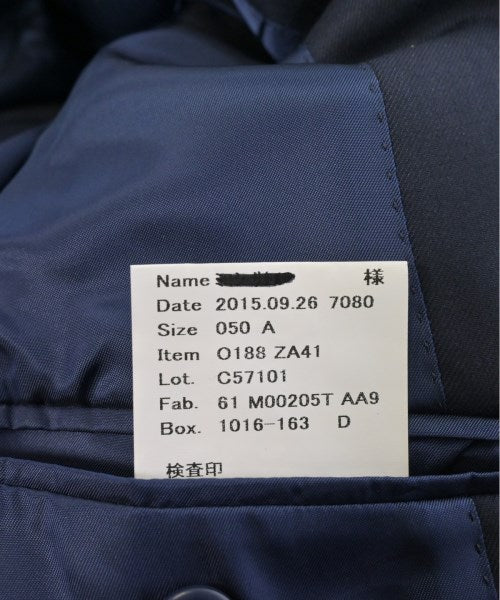 Name 様
Date 2015.09.26 7080
Size 050 A
Item O188 ZA41
Lot. C57101
Fab. 61 M00205T AA9
Box. 1016-163 D
検査印